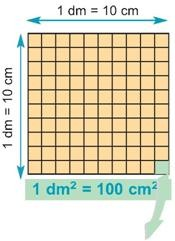 1 dm = 10 cm
1 dm = 10 cm
1 dm² = 100 cm²